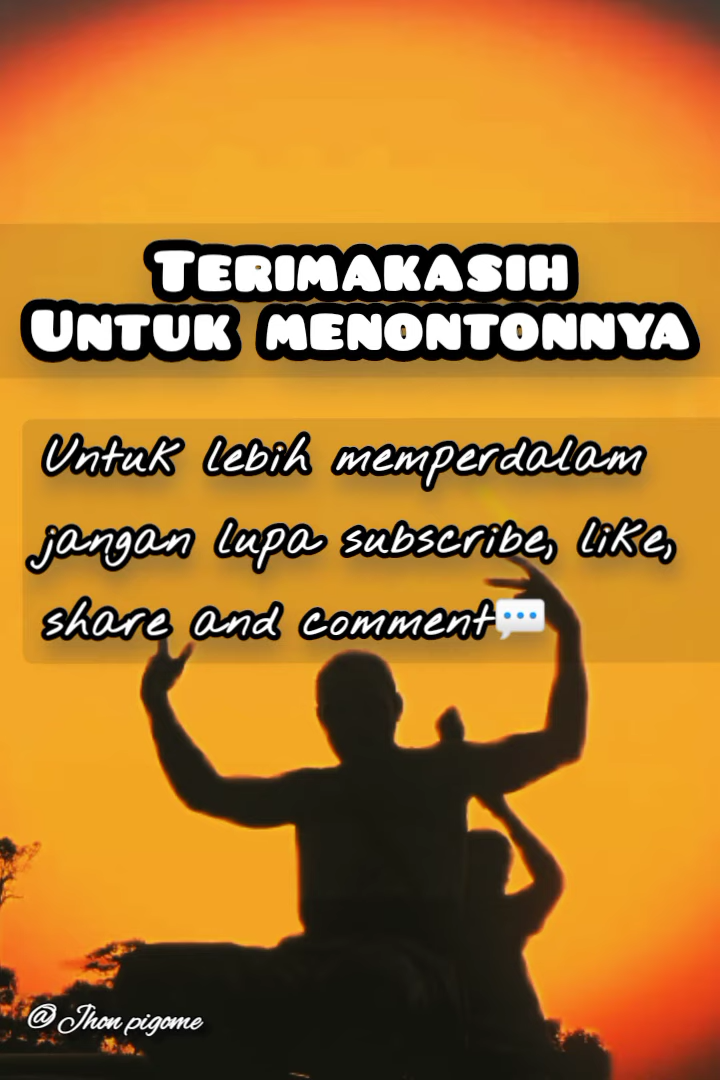 TERIMAKASIH
UNTUK MENONTONNYA
Untuk lebih memperdalam
jangan lupa subscribe, like,
share and comment💬
@ Jhon pigome